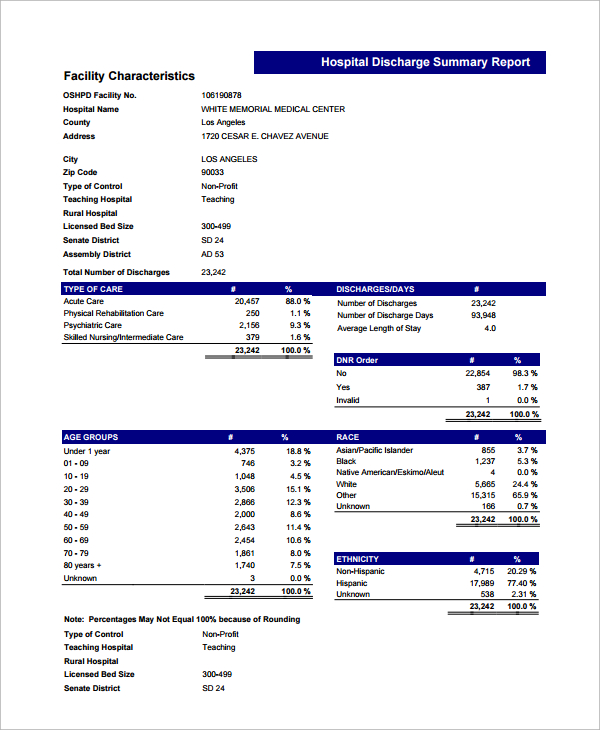 Hospital Discharge Summary Report
Facility Characteristics
OSHPD Facility No. 106190878
Hospital Name WHITE MEMORIAL MEDICAL CENTER
County Los Angeles
Address 1720 CESAR E. CHAVEZ AVENUE
City LOS ANGELES
Zip Code 90033
Type of Control Non-Profit
Teaching Hospital Teaching
Rural Hospital
Licensed Bed Size 300-499
Senate District SD 24
Assembly District AD 53
Total Number of Discharges 23,242
TYPE OF CARE # %
Acute Care 20,457 88.0 %
Physical Rehabilitation Care 250 1.1 %
Psychiatric Care 2,156 9.3 %
Skilled Nursing/Intermediate Care 379 1.6 %
23,242 100.0 %
DISCHARGES/DAYS #
Number of Discharges 23,242
Number of Discharge Days 93,948
Average Length of Stay 4.0
DNR Order # %
No 22,854 98.3 %
Yes 387 1.7 %
Invalid 1 0.0 %
23,242 100.0 %
AGE GROUPS # %
Under 1 year 4,375 18.8 %
01 - 09 746 3.2 %
10 - 19 1,048 4.5 %
20 - 29 3,506 15.1 %
30 - 39 2,866 12.3 %
40 - 49 2,000 8.6 %
50 - 59 2,643 11.4 %
60 - 69 2,454 10.6 %
70 - 79 1,861 8.0 %
80 years + 1,740 7.5 %
Unknown 3 0.0 %
23,242 100.0 %
RACE # %
Asian/Pacific Islander 855 3.7 %
Black 1,237 5.3 %
Native American/Eskimo/Aleut 4 0.0 %
White 5,665 24.4 %
Other 15,315 65.9 %
Unknown 166 0.7 %
23,242 100.0 %
ETHNICITY # %
Non-Hispanic 4,715 20.29 %
Hispanic 17,989 77.40 %
Unknown 538 2.31 %
23,242 100.0 %
Note: Percentages May Not Equal 100% because of Rounding
Type of Control Non-Profit
Teaching Hospital Teaching
Rural Hospital
Licensed Bed Size 300-499
Senate District SD 24